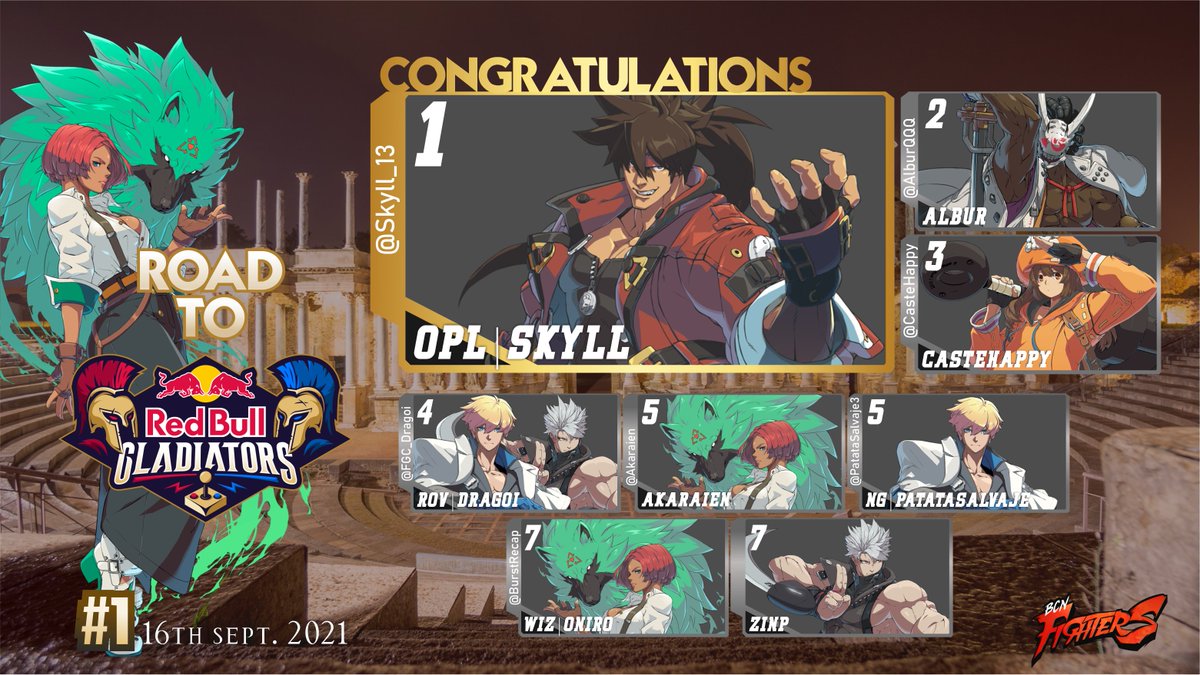 CONGRATULATIONS
1
@Skyll_13
OPL | SKYLL
2
@AlburQQQ
ALBUR
3
@CasteHappy
CASTEHAPPY
ROAD
TO
Red Bull
GLADIATORS
4
@FGC_Dragoi
ROV | DRAGOI
5
@Akaraien
AKARAIEN
5
@PatataSalvaje3
NG PATATASALVAJE
7
@BurstRecap
WIZ | ONIRO
7
ZINP
#1 16TH SEPT. 2021
BCN
FIGHTERS